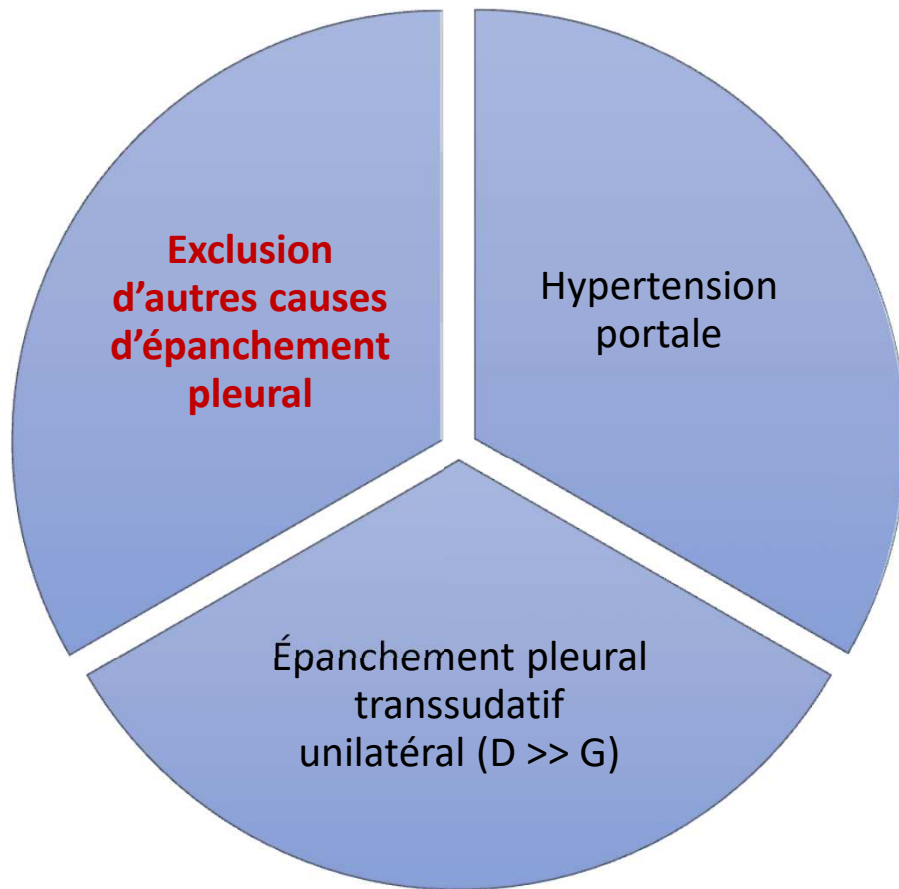 Exclusion
d'autres causes
d'épanchement
pleural
Hypertension
portale
Épanchement pleural
transsudatif
unilatéral (D >> G)